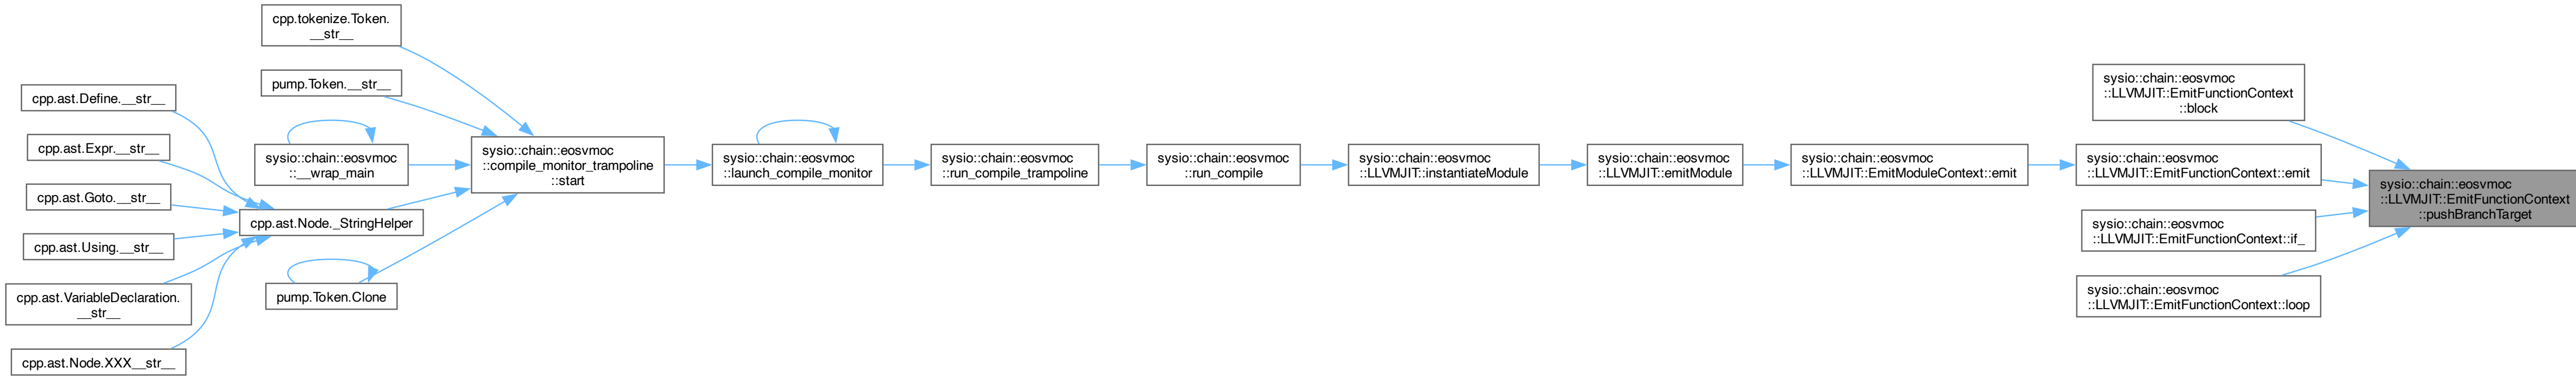 cpp.ast.Define.__str__
cpp.ast.Expr.__str__
cpp.ast.Goto.__str__
cpp.ast.Using.__str__
cpp.ast.VariableDeclaration.
__str__
cpp.ast.Node.XXX__str__
cpp.tokenize.Token.
__str__
pump.Token.__str__
sysio::chain::eosvmoc
::__wrap_main
cpp.ast.Node._StringHelper
pump.Token.Clone
sysio::chain::eosvmoc
::compile_monitor_trampoline
::start
sysio::chain::eosvmoc
::launch_compile_monitor
sysio::chain::eosvmoc
::run_compile_trampoline
sysio::chain::eosvmoc
::run_compile
sysio::chain::eosvmoc
::LLVMJIT::instantiateModule
sysio::chain::eosvmoc
::LLVMJIT::emitModule
sysio::chain::eosvmoc
::LLVMJIT::EmitModuleContext::emit
sysio::chain::eosvmoc
::LLVMJIT::EmitFunctionContext
::block
sysio::chain::eosvmoc
::LLVMJIT::EmitFunctionContext::emit
sysio::chain::eosvmoc
::LLVMJIT::EmitFunctionContext::if_
sysio::chain::eosvmoc
::LLVMJIT::EmitFunctionContext::loop
sysio::chain::eosvmoc
::LLVMJIT::EmitFunctionContext
::pushBranchTarget